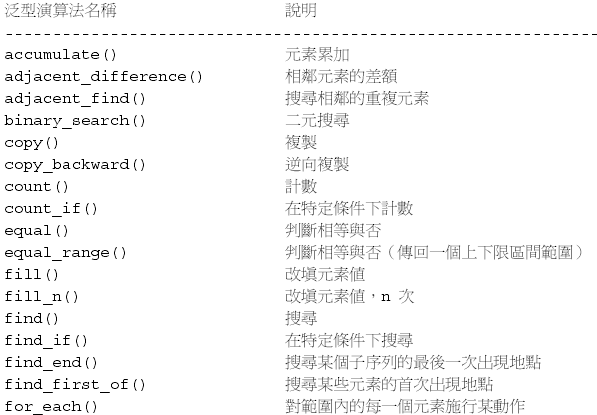 泛型演算法名稱 說明
------------------------------------------------------------
accumulate() 元素累加
adjacent_difference() 相鄰元素的差額
adjacent_find() 搜尋相鄰的重複元素
binary_search() 二元搜尋
copy() 複製
copy_backward() 逆向複製
count() 計數
count_if() 在特定條件下計數
equal() 判斷相等與否
equal_range() 判斷相等與否(傳回一個上下限區間範圍)
fill() 改填元素值
fill_n() 改填元素值,n 次
find() 搜尋
find_if() 在特定條件下搜尋
find_end() 搜尋某個子序列的最後一次出現地點
find_first_of() 搜尋某些元素的首次出現地點
for_each() 對範圍內的每一個元素施行某動作